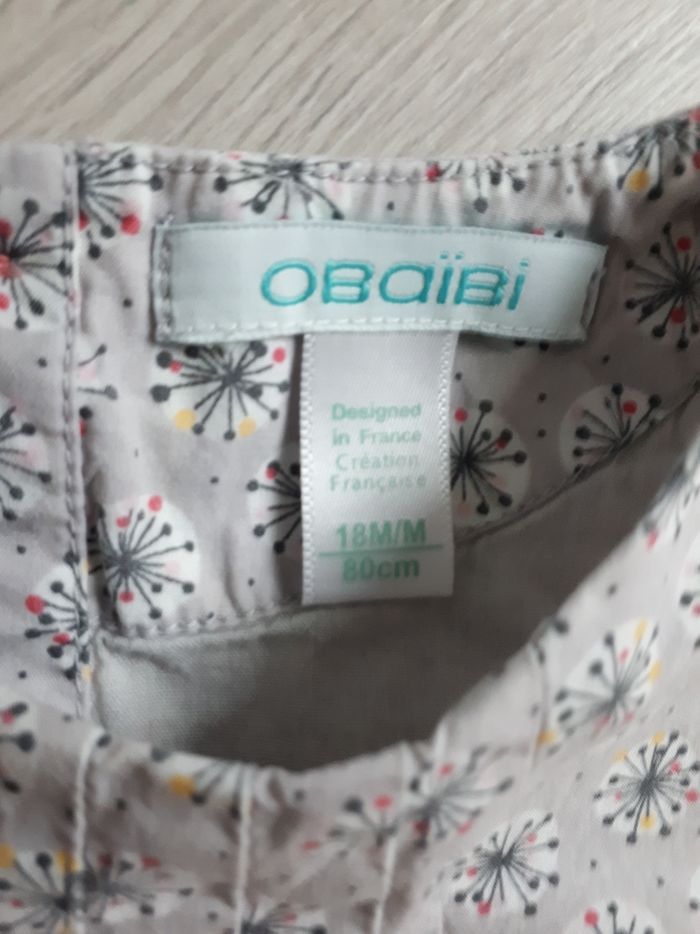 OBaïBi
Designed
in France
Création
Française
18M/M
80cm